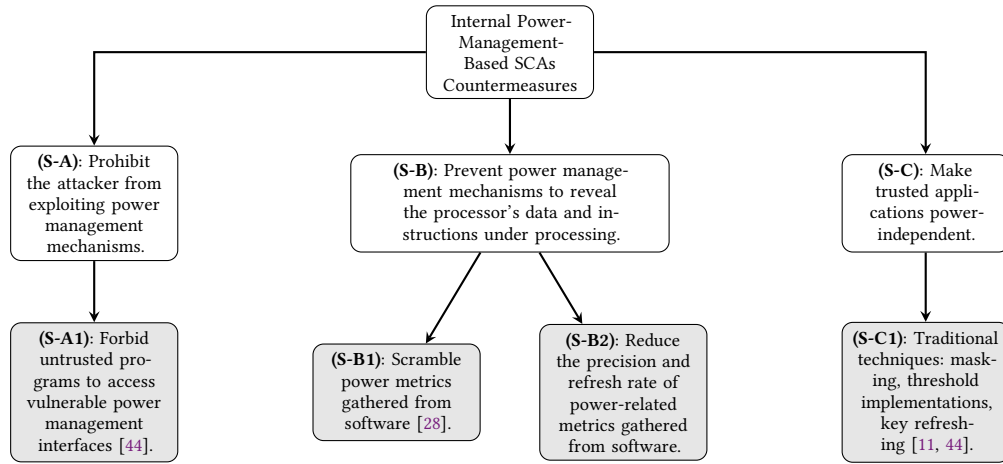 Internal Power-
Management-
Based SCAs
Countermeasures
(S-A): Prohibit
the attacker from
exploiting power
management
mechanisms.
(S-B): Prevent power manage-
ment mechanisms to reveal
the processor's data and in-
structions under processing.
(S-C): Make
trusted appli-
cations power-
independent.
(S-A1): Forbid
untrusted pro-
grams to access
vulnerable power
management
interfaces [44].
(S-B1): Scramble
power metrics
gathered from
software [28].
(S-B2): Reduce
the precision and
refresh rate of
power-related
metrics gathered
from software.
(S-C1): Traditional
techniques: mask-
ing, threshold
implementations,
key refresh-
ing [11, 44].